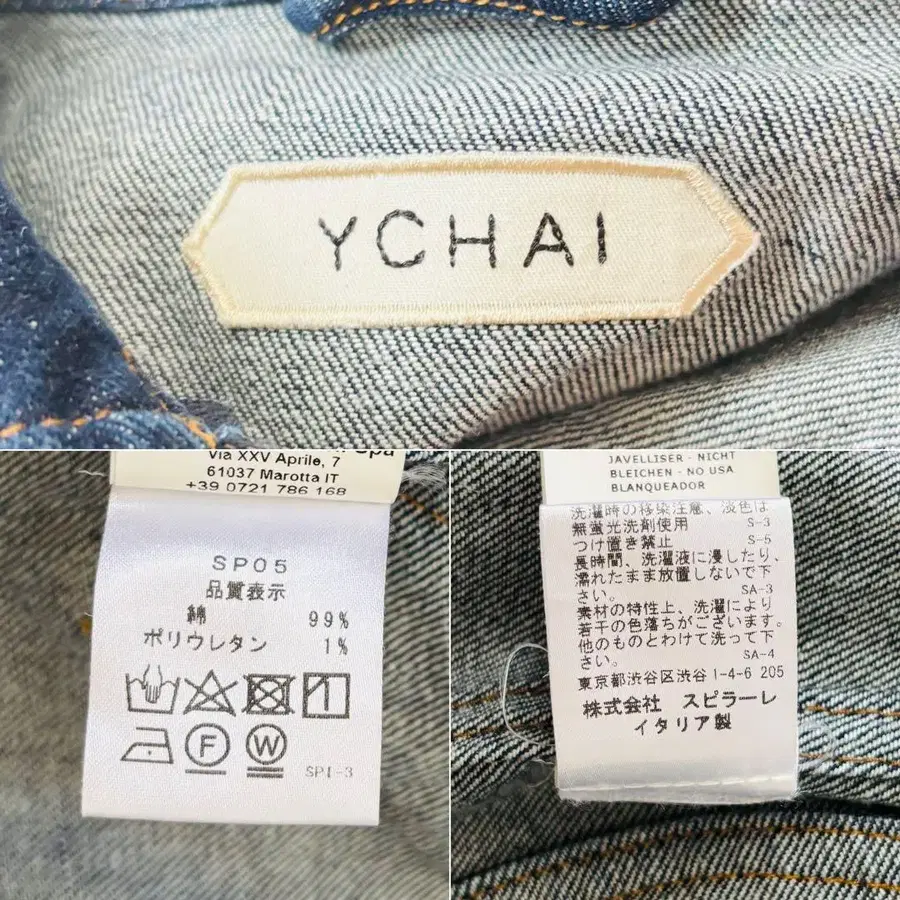 YCHAI
Via XXV Aprile, 7
61037 Marotta IT
+39 0721 786 168
SP05
品質表示
綿 99%
ポリウレタン 1%
F W
SPI-3
JAVELLISER - NICHT
BLEICHEN - NO USA
BLANQUEADOR
洗濯時の移染注意、淡色は
無蛍光洗剤使用 S-3
つけ置き禁止 S-5
長時間、洗濯液に浸したり、
濡れたまま放置しないで下
さい。 SA-3
素材の特性上、洗濯により
若干の色落ちがございます。
他のものとわけて洗って下
さい。 SA-4
東京都渋谷区渋谷1-4-6 205
株式会社 スピラーレ
イタリア製